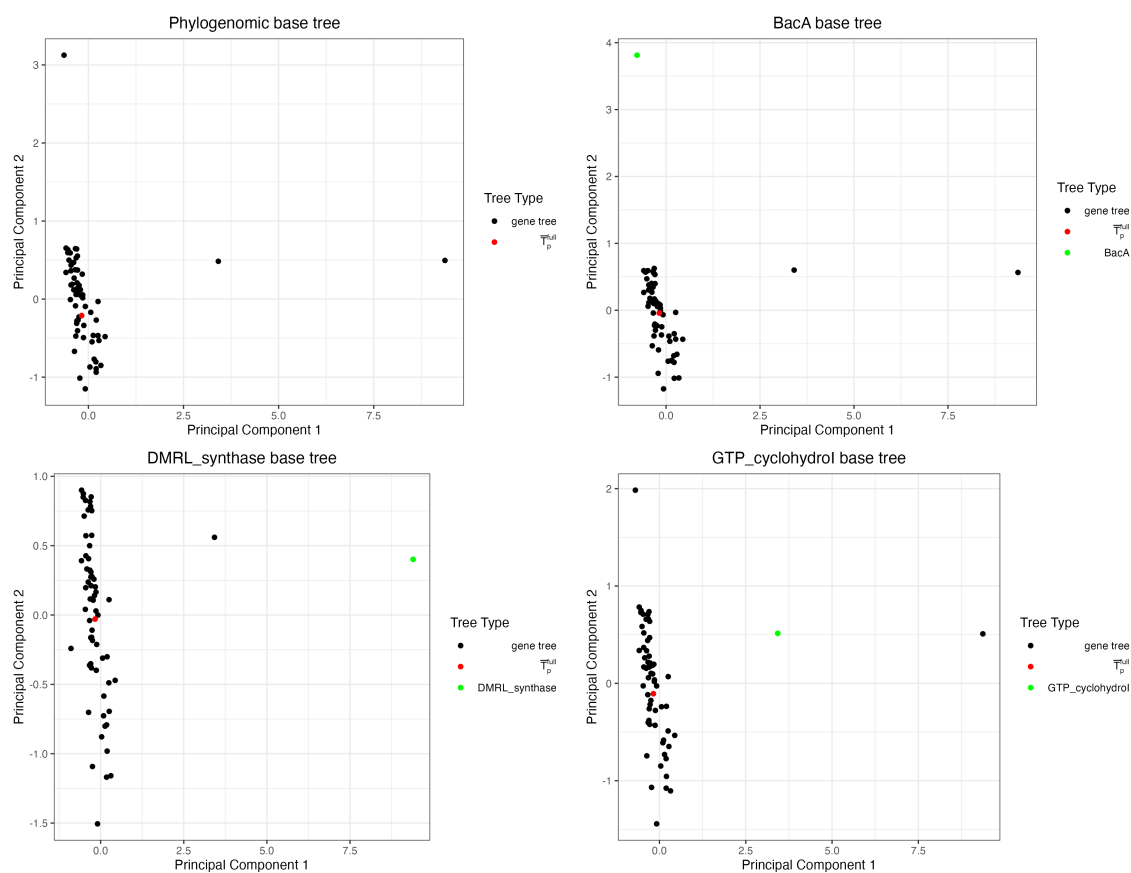 Phylogenomic base tree
3
2
1
0
-1
0.0 2.5 5.0 7.5
Principal Component 1
Principal Component 2
Tree Type
gene tree
T̿ₚᶠᵘˡˡ
BacA base tree
4
3
2
1
0
-1
0.0 2.5 5.0 7.5
Principal Component 1
Principal Component 2
Tree Type
gene tree
T̿ₚᶠᵘˡˡ
BacA
DMRL_synthase base tree
1.0
0.5
0.0
-0.5
-1.0
-1.5
0.0 2.5 5.0 7.5
Principal Component 1
Principal Component 2
Tree Type
gene tree
T̿ₚᶠᵘˡˡ
DMRL_synthase
GTP_cyclohydroI base tree
2
1
0
-1
0.0 2.5 5.0 7.5
Principal Component 1
Principal Component 2
Tree Type
gene tree
T̿ₚᶠᵘˡˡ
GTP_cyclohydroI